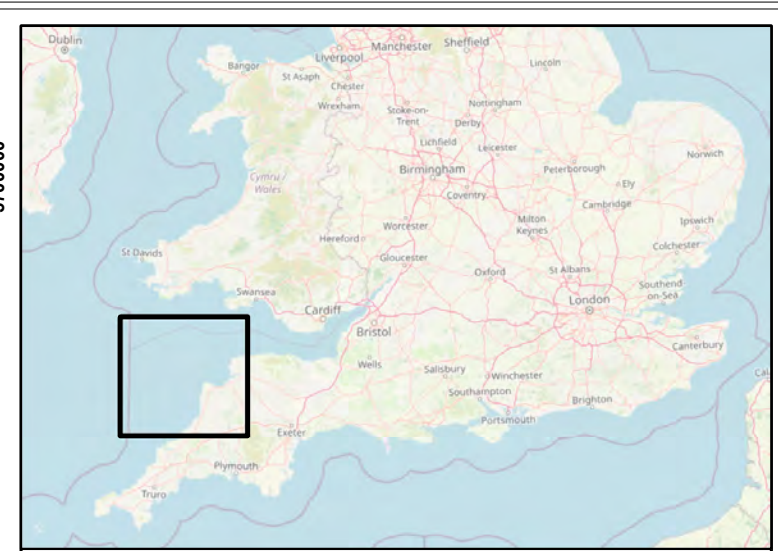 Dublin
Liverpool
Manchester
Sheffield
Bangor
St Asaph
Chester
Lincoln
Wrexham
Stoke-on-
Trent
Nottingham
Derby
Lichfield
Leicester
Norwich
Cymru /
Wales
Birmingham
Peterborough
Ely
Coventry
Cambridge
Worcester
Milton
Keynes
Ipswich
Hereford
Colchester
St Davids
Gloucester
Oxford
St Albans
Swansea
Southend
-on-Sea
Cardiff
London
Bristol
Canterbury
Wells
Salisbury
Winchester
Cal
Southampton
Brighton
Portsmouth
Exeter
Plymouth
Truro